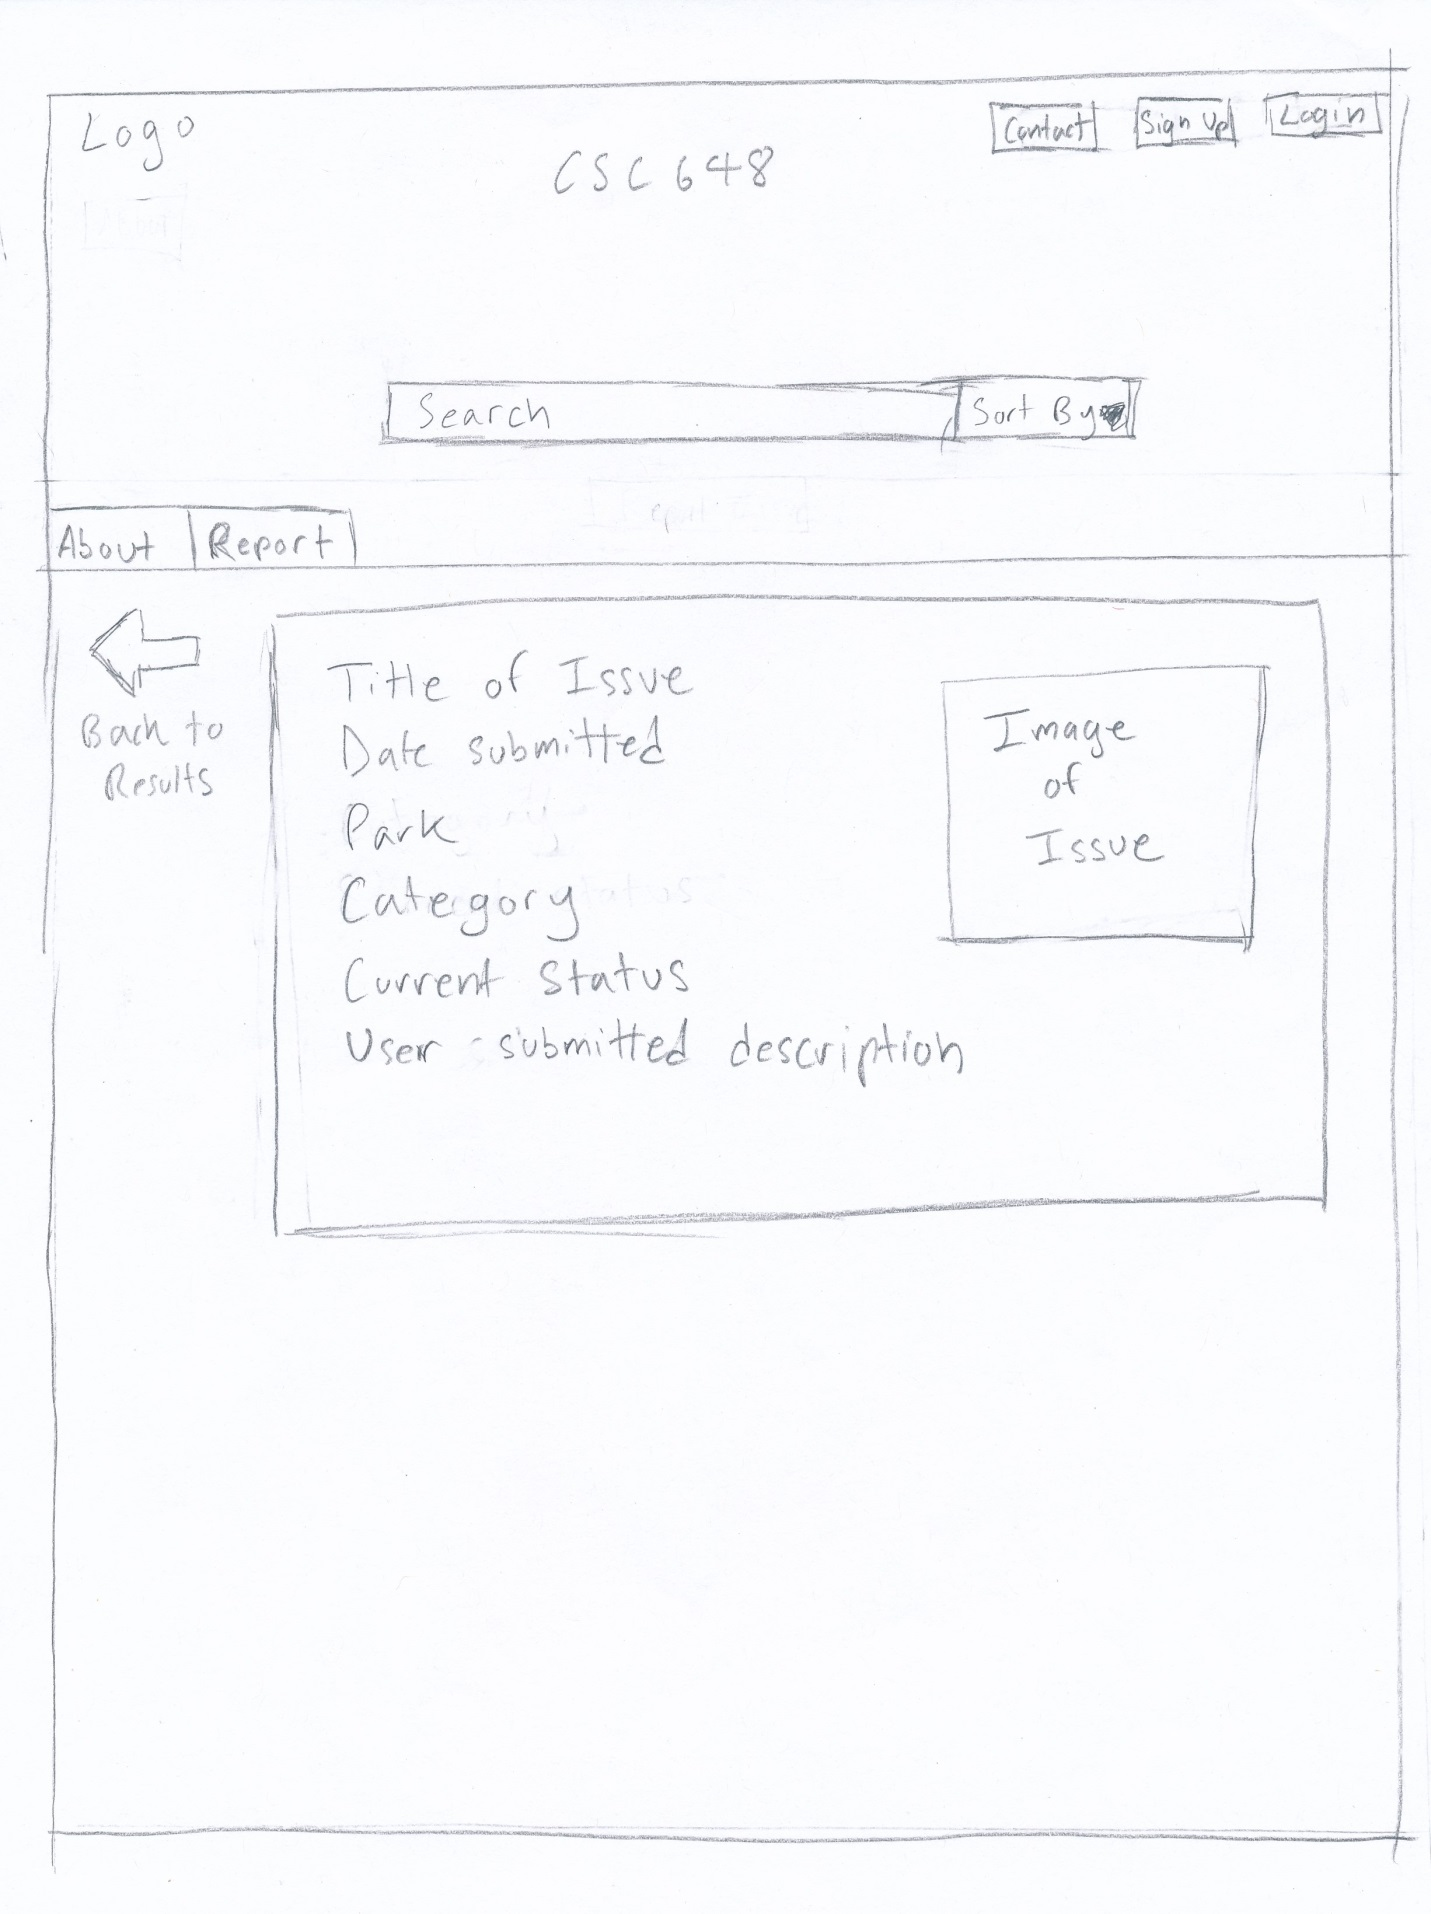 Logo
Contact
Sign Up
Login
CSC 648
Search
Sort By
About
Report
Back to
Results
Title of Issue
Date submitted
Park
Catergory
Current Status
User-submitted description
Image
of
Issue